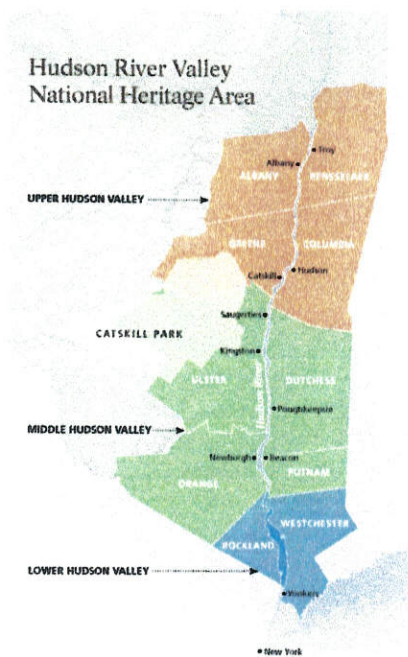 Hudson River Valley
National Heritage Area
Troy
Albany
ALBANY
RENSSELAER
UPPER HUDSON VALLEY
GREENE
COLUMBIA
Catskill
Hudson
Saugerties
CATSKILL PARK
Kingston
ULSTER
DUTCHESS
Hudson River
Poughkeepsie
MIDDLE HUDSON VALLEY
Newburgh
Beacon
ORANGE
PUTNAM
WESTCHESTER
ROCKLAND
LOWER HUDSON VALLEY
Yonkers
New York